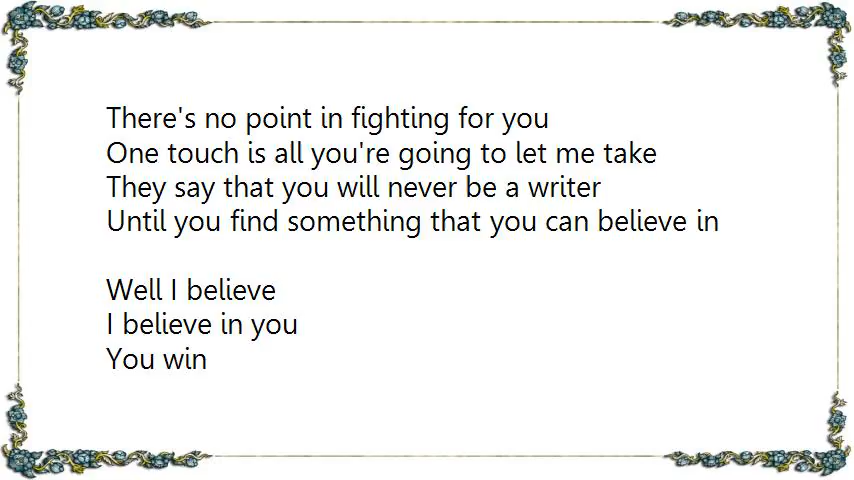 There's no point in fighting for you
One touch is all you're going to let me take
They say that you will never be a writer
Until you find something that you can believe in

Well I believe
I believe in you
You win